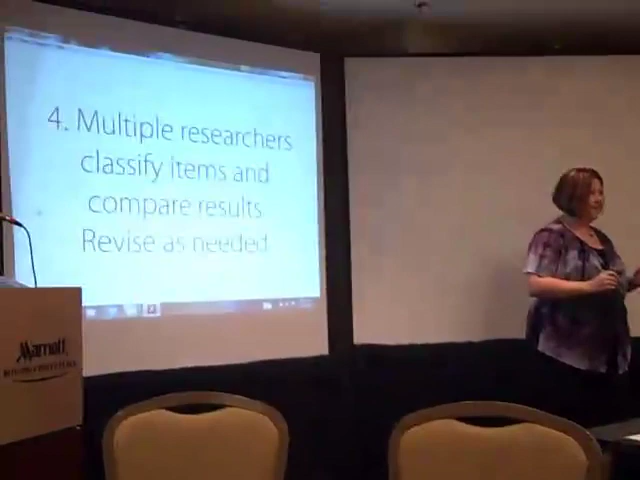 4. Multiple researchers
classify items and
compare results
Revise as needed
Marriott